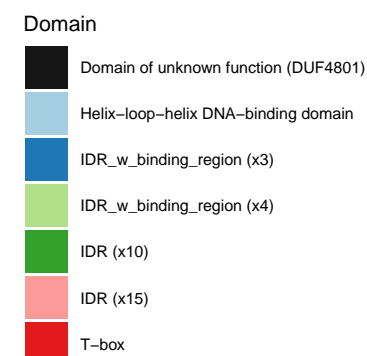 Domain
Domain of unknown function (DUF4801)
Helix−loop−helix DNA−binding domain
IDR_w_binding_region (x3)
IDR_w_binding_region (x4)
IDR (x10)
IDR (x15)
T−box